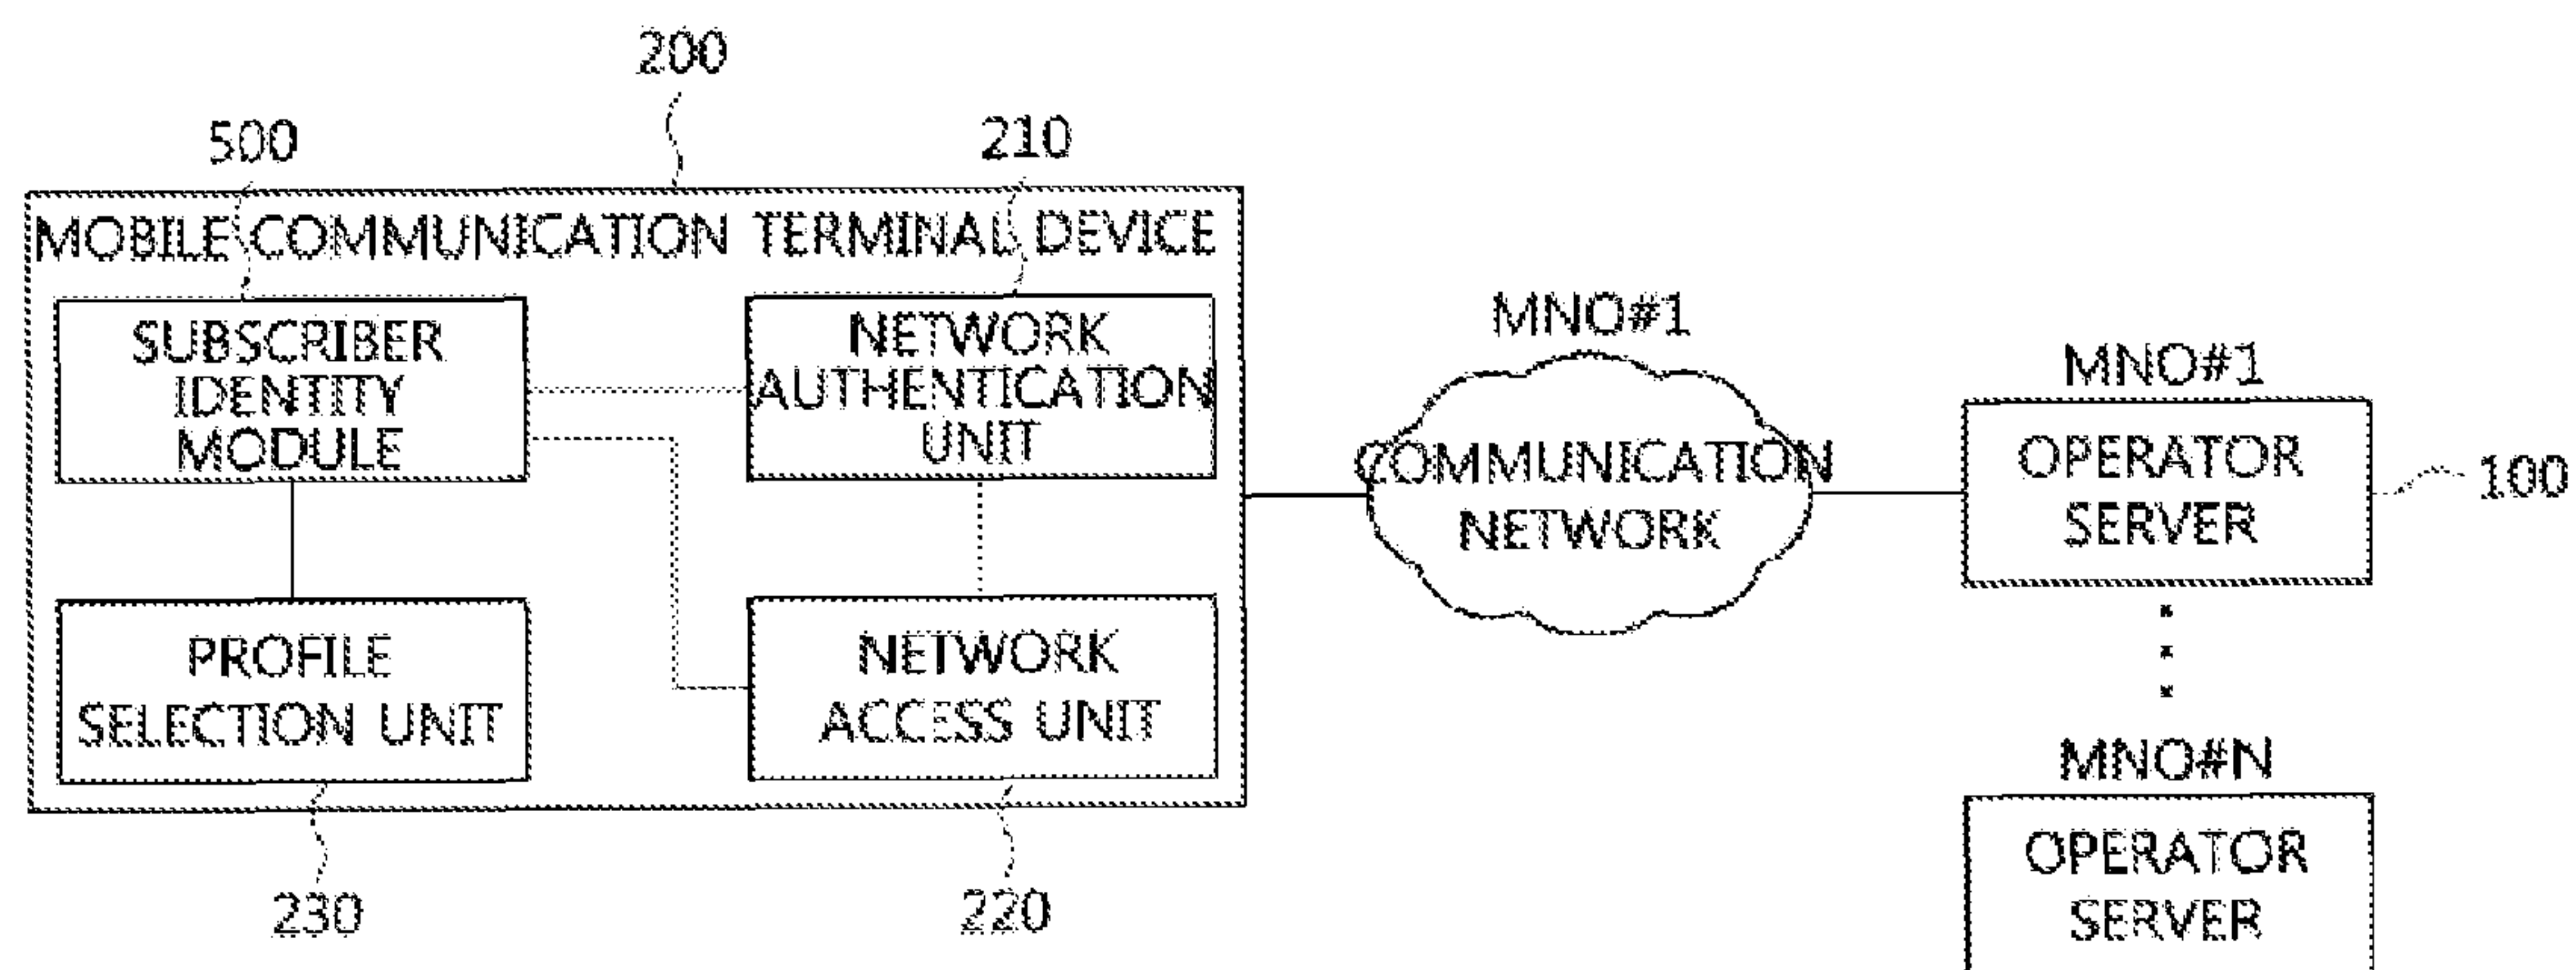 200
500
210
MOBILE COMMUNICATION TERMINAL DEVICE
SUBSCRIBER
IDENTITY
MODULE
NETWORK
AUTHENTICATION
UNIT
PROFILE
SELECTION UNIT
NETWORK
ACCESS UNIT
230
220
MNO#1
COMMUNICATION
NETWORK
MNO#1
OPERATOR
SERVER
100
MNO#N
OPERATOR
SERVER